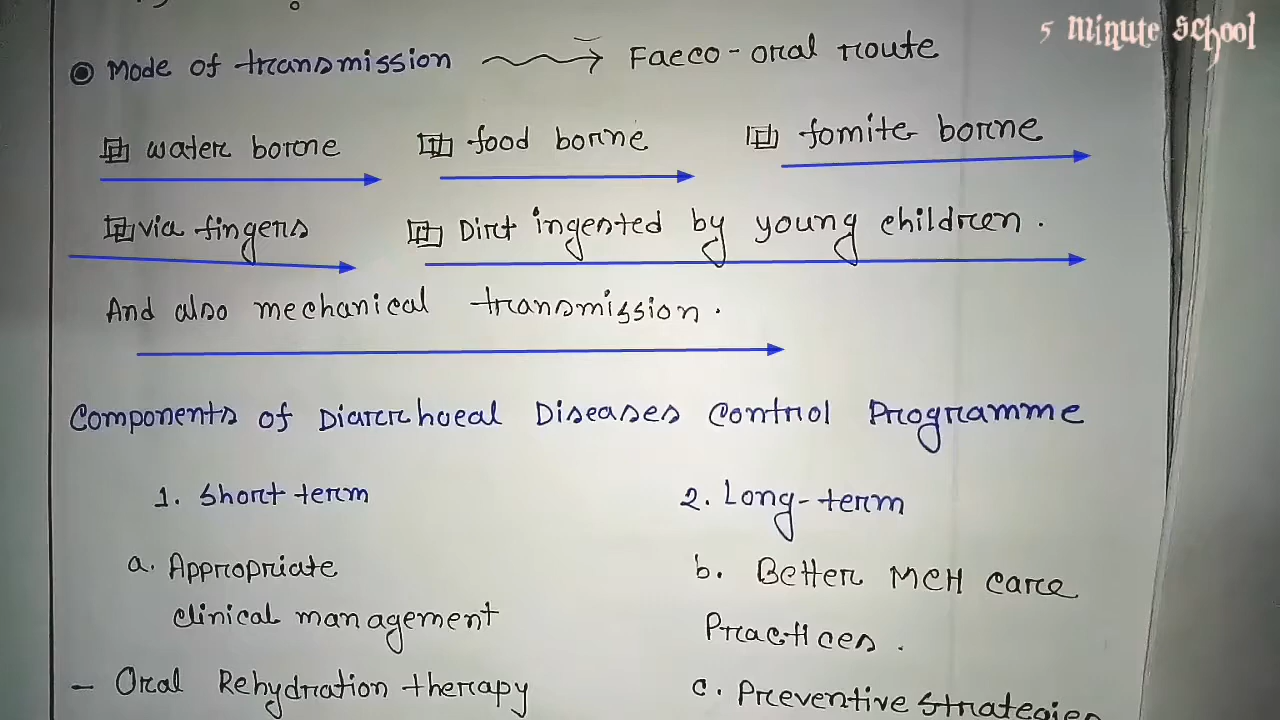 5 Minute School
Mode of transmission → Faeco-oral route
water borne food borne fomite borne
via fingers Dirt ingested by young children.
And also mechanical transmission.
Components of Diarrhoeal Diseases Control Programme
1. Short term 2. Long-term
a. Appropriate b. Better MCH care
clinical management Practices.
- Oral Rehydration therapy c. Preventive Strategies